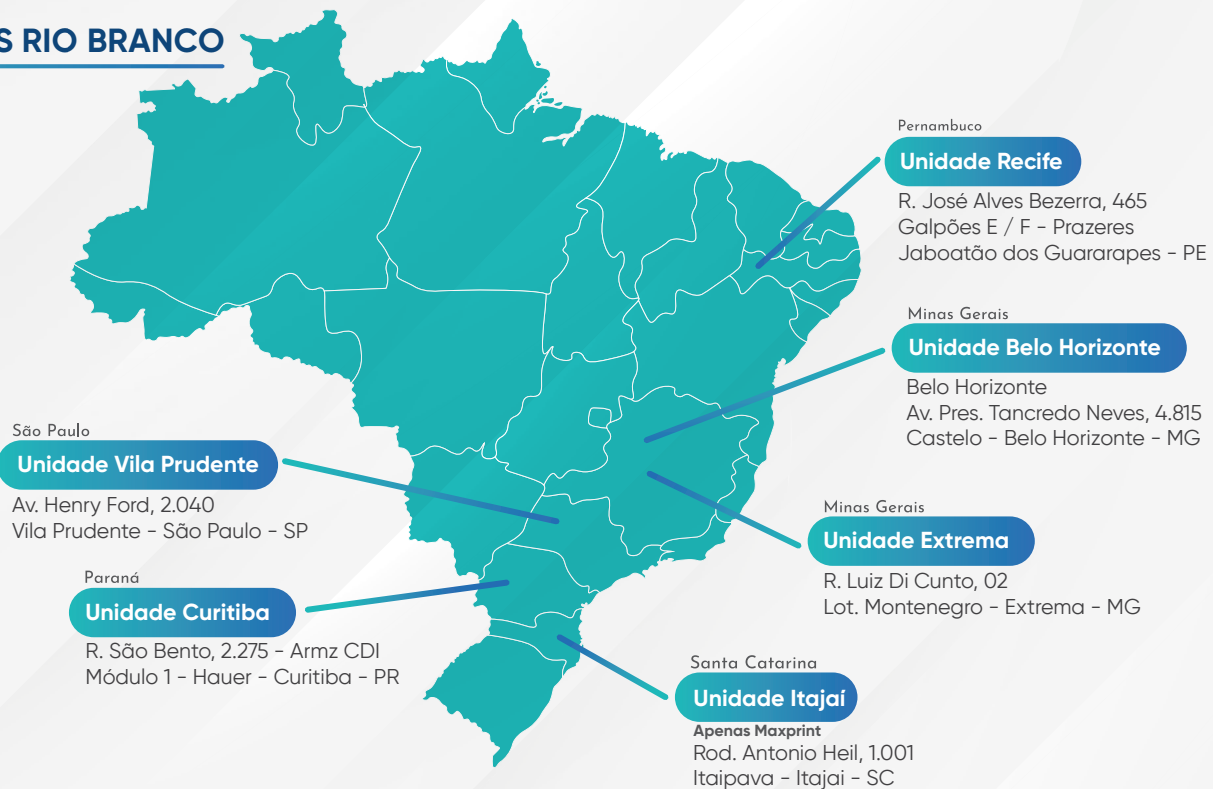 S RIO BRANCO
Pernambuco
Unidade Recife
R. José Alves Bezerra, 465
Galpões E / F - Prazeres
Jaboatão dos Guararapes - PE
Minas Gerais
Unidade Belo Horizonte
Belo Horizonte
Av. Pres. Tancredo Neves, 4.815
Castelo - Belo Horizonte - MG
São Paulo
Unidade Vila Prudente
Av. Henry Ford, 2.040
Vila Prudente - São Paulo - SP
Minas Gerais
Unidade Extrema
R. Luiz Di Cunto, 02
Lot. Montenegro - Extrema - MG
Paraná
Unidade Curitiba
R. São Bento, 2.275 - Armz CDI
Módulo 1 - Hauer - Curitiba - PR
Santa Catarina
Unidade Itajaí
Apenas Maxprint
Rod. Antonio Heil, 1.001
Itaipava - Itajai - SC